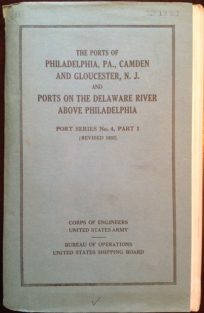 THE PORTS OF
PHILADELPHIA, PA., CAMDEN
AND GLOUCESTER, N. J.
AND
PORTS ON THE DELAWARE RIVER
ABOVE PHILADELPHIA
PORT SERIES No. 4, PART 1
(REVISED
CORPS OF ENGINEERS
UNITED STATES ARMY
BUREAU OF OPERATIONS
UNITED STATES SHIPPING BOARD